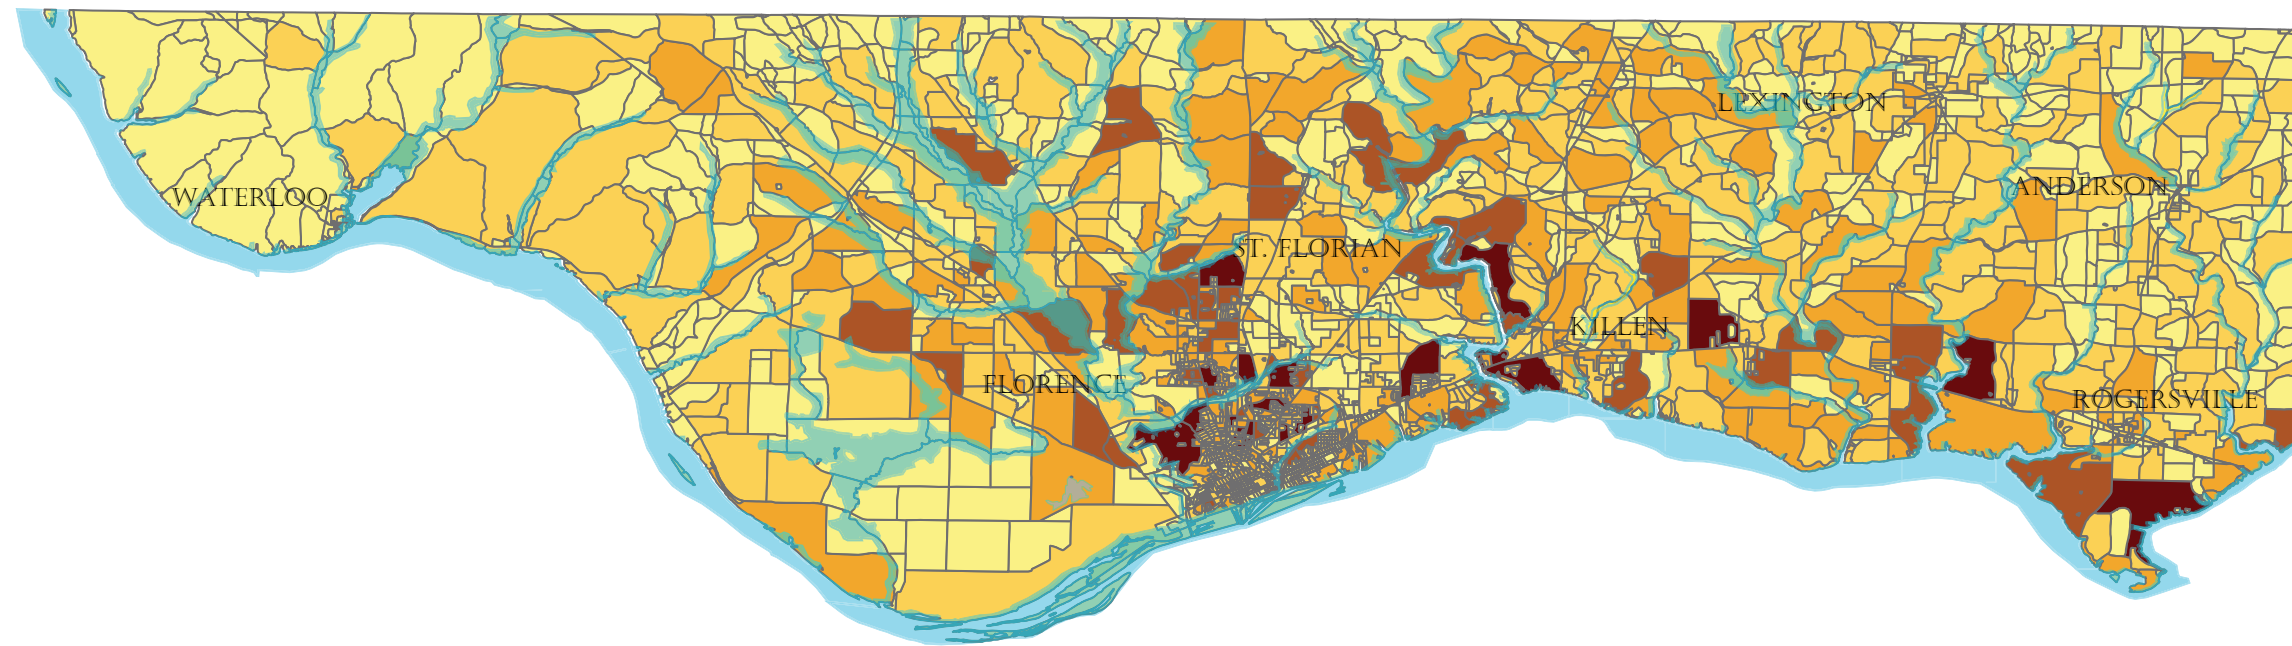 LEXINGTON
WATERLOO
ANDERSON
ST. FLORIAN
KILLEN
FLORENCE
ROGERSVILLE